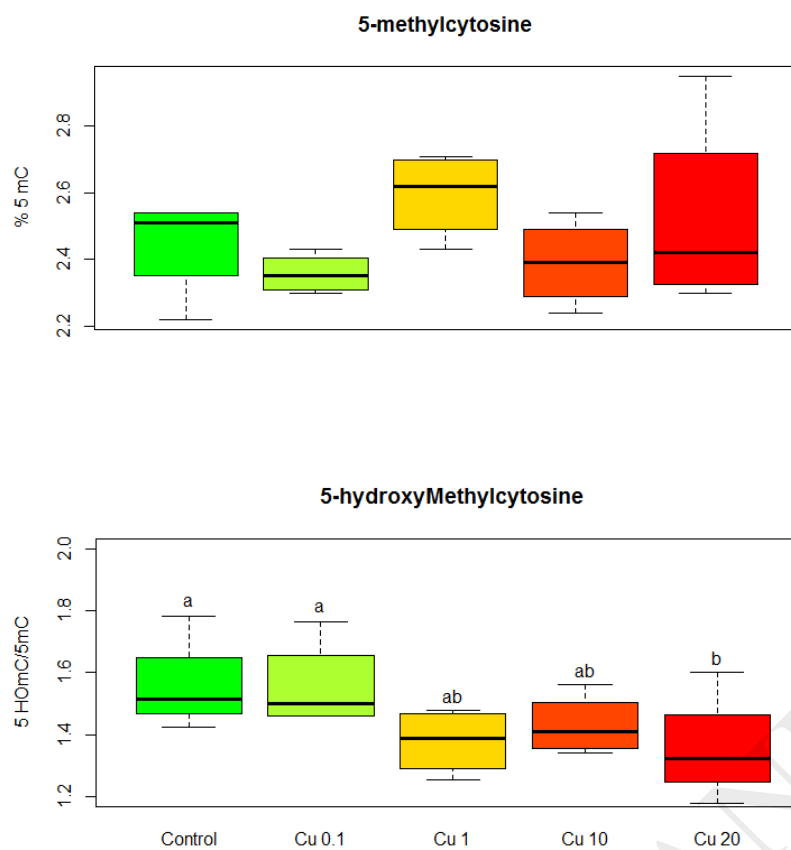 5-methylcytosine
% 5 mC
2.8
2.6
2.4
2.2
5-hydroxyMethylcytosine
5 HOmC/5mC
2.0
1.8
1.6
1.4
1.2
a
a
ab
ab
b
Control Cu 0.1 Cu 1 Cu 10 Cu 20